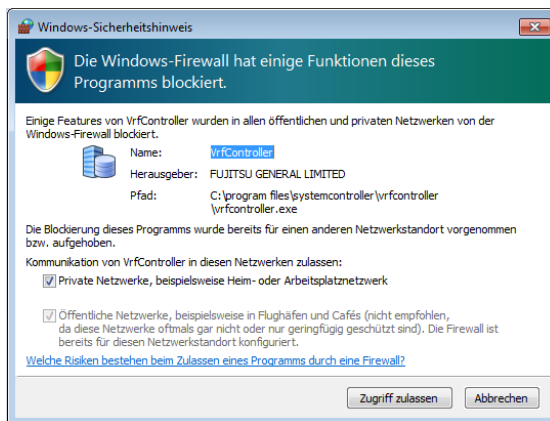 Windows-Sicherheitshinweis
Die Windows-Firewall hat einige Funktionen dieses
Programms blockiert.
Einige Features von VrfController wurden in allen öffentlichen und privaten Netzwerken von der
Windows-Firewall blockiert.
Name: VrfController
Herausgeber: FUJITSU GENERAL LIMITED
Pfad: C:\program files\systemcontroller\vrfcontroller
\vrfcontroller.exe
Die Blockierung dieses Programms wurde bereits für einen anderen Netzwerkstandort vorgenommen
bzw. aufgehoben.
Kommunikation von VrfController in diesen Netzwerken zulassen:
Private Netzwerke, beispielsweise Heim- oder Arbeitsplatznetzwerk
Öffentliche Netzwerke, beispielsweise in Flughäfen und Cafés (nicht empfohlen,
da diese Netzwerke oftmals gar nicht oder nur geringfügig geschützt sind). Die Firewall ist
bereits für diesen Netzwerkstandort konfiguriert.
Welche Risiken bestehen beim Zulassen eines Programms durch eine Firewall?
Zugriff zulassen Abbrechen